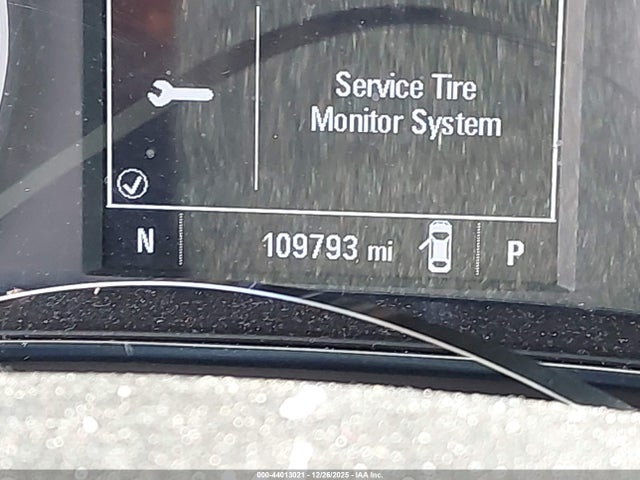 Service Tire
Monitor System
N 109793 mi P
000-44013021 - 12/26/2025 - IAA Inc.